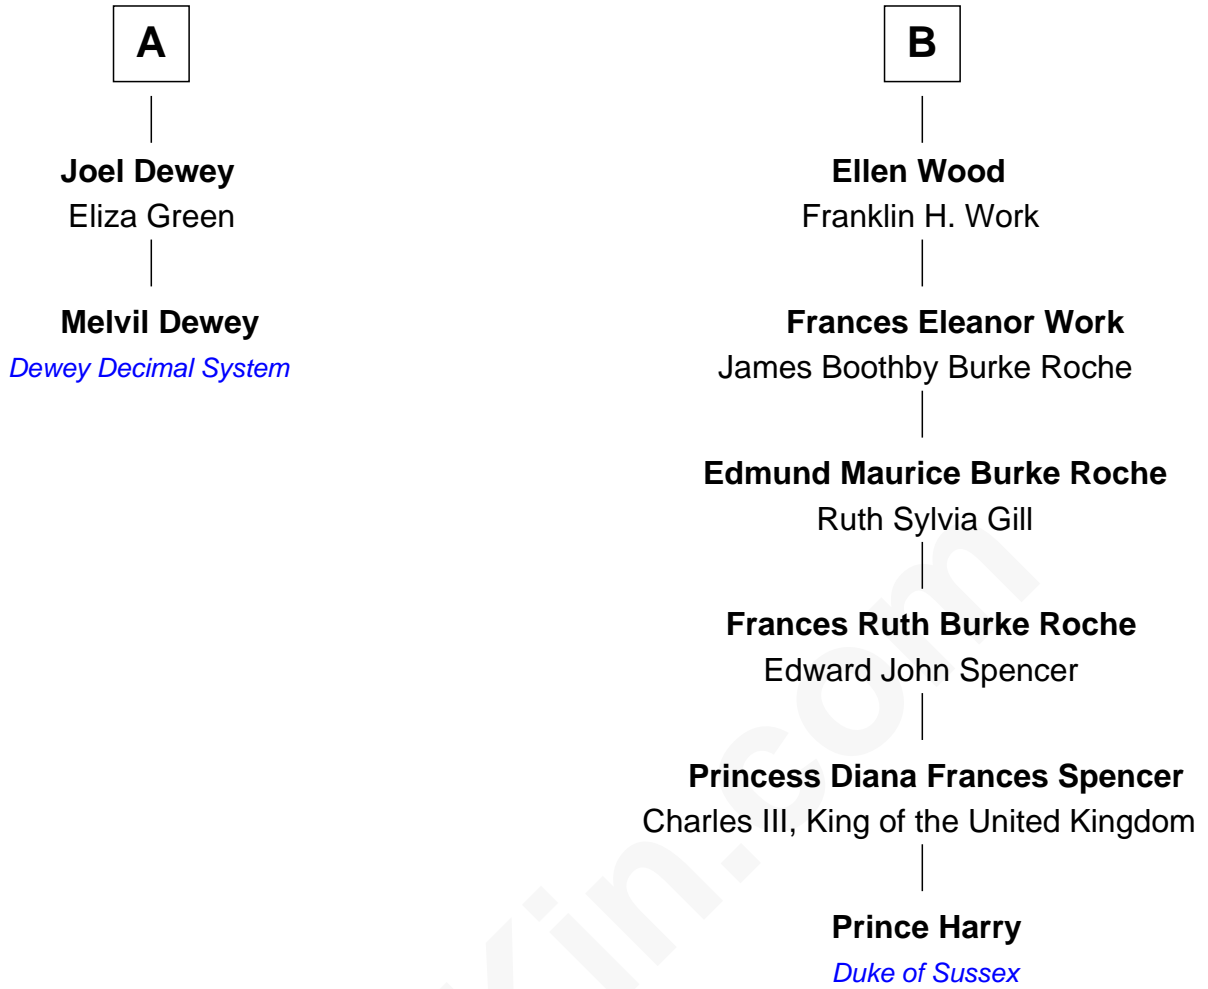 A
Joel Dewey
Eliza Green
Melvil Dewey
Dewey Decimal System
B
Ellen Wood
Franklin H. Work
Frances Eleanor Work
James Boothby Burke Roche
Edmund Maurice Burke Roche
Ruth Sylvia Gill
Frances Ruth Burke Roche
Edward John Spencer
Princess Diana Frances Spencer
Charles III, King of the United Kingdom
Prince Harry
Duke of Sussex
Kin.com